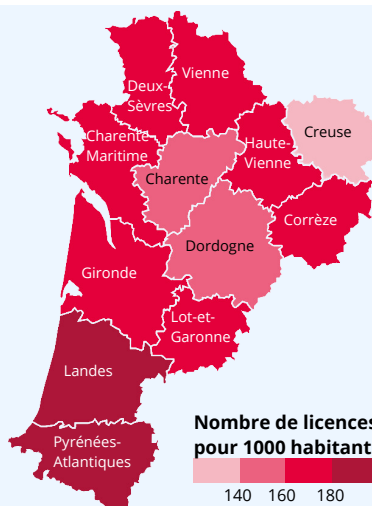 Vienne
Deux-
Sèvres
Creuse
Charente-
Maritime
Haute-
Vienne
Charente
Corrèze
Dordogne
Gironde
Lot-et-
Garonne
Landes
Pyrénées-
Atlantiques
Nombre de licences
pour 1000 habitant
140 160 180